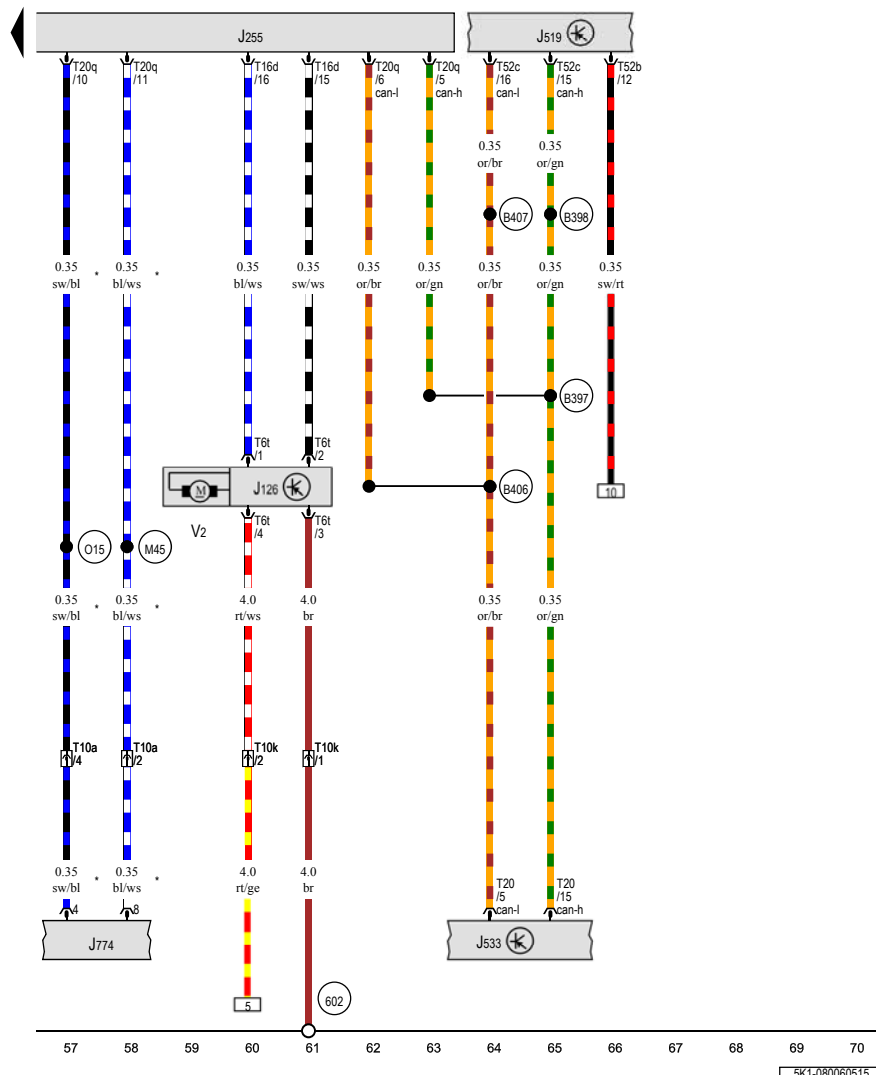 J255
J519
T20q
/10
T20q
/11
T16d
/16
T16d
/15
T20q
/6
can-l
T20q
/5
can-h
T52c
/16
can-l
T52c
/15
can-h
T52b
/12
0.35
or/br
0.35
or/gn
B407
B398
0.35
sw/bl
*
0.35
bl/ws
*
0.35
bl/ws
0.35
sw/ws
0.35
or/br
0.35
or/gn
0.35
or/br
0.35
or/gn
0.35
sw/rt
B397
T6t
/1
T6t
/2
M
J126
B406
10
V2
T6t
/4
T6t
/3
O15
M45
0.35
sw/bl
*
0.35
bl/ws
*
4.0
rt/ws
4.0
br
0.35
or/br
0.35
or/gn
T10a
/4
T10a
/2
T10k
/2
T10k
/1
0.35
sw/bl
*
0.35
bl/ws
*
4.0
rt/ge
4.0
br
T20
/5
can-l
T20
/15
can-h
4
8
J774
J533
5
602
57 58 59 60 61 62 63 64 65 66 67 68 69 70
5K1-080060515